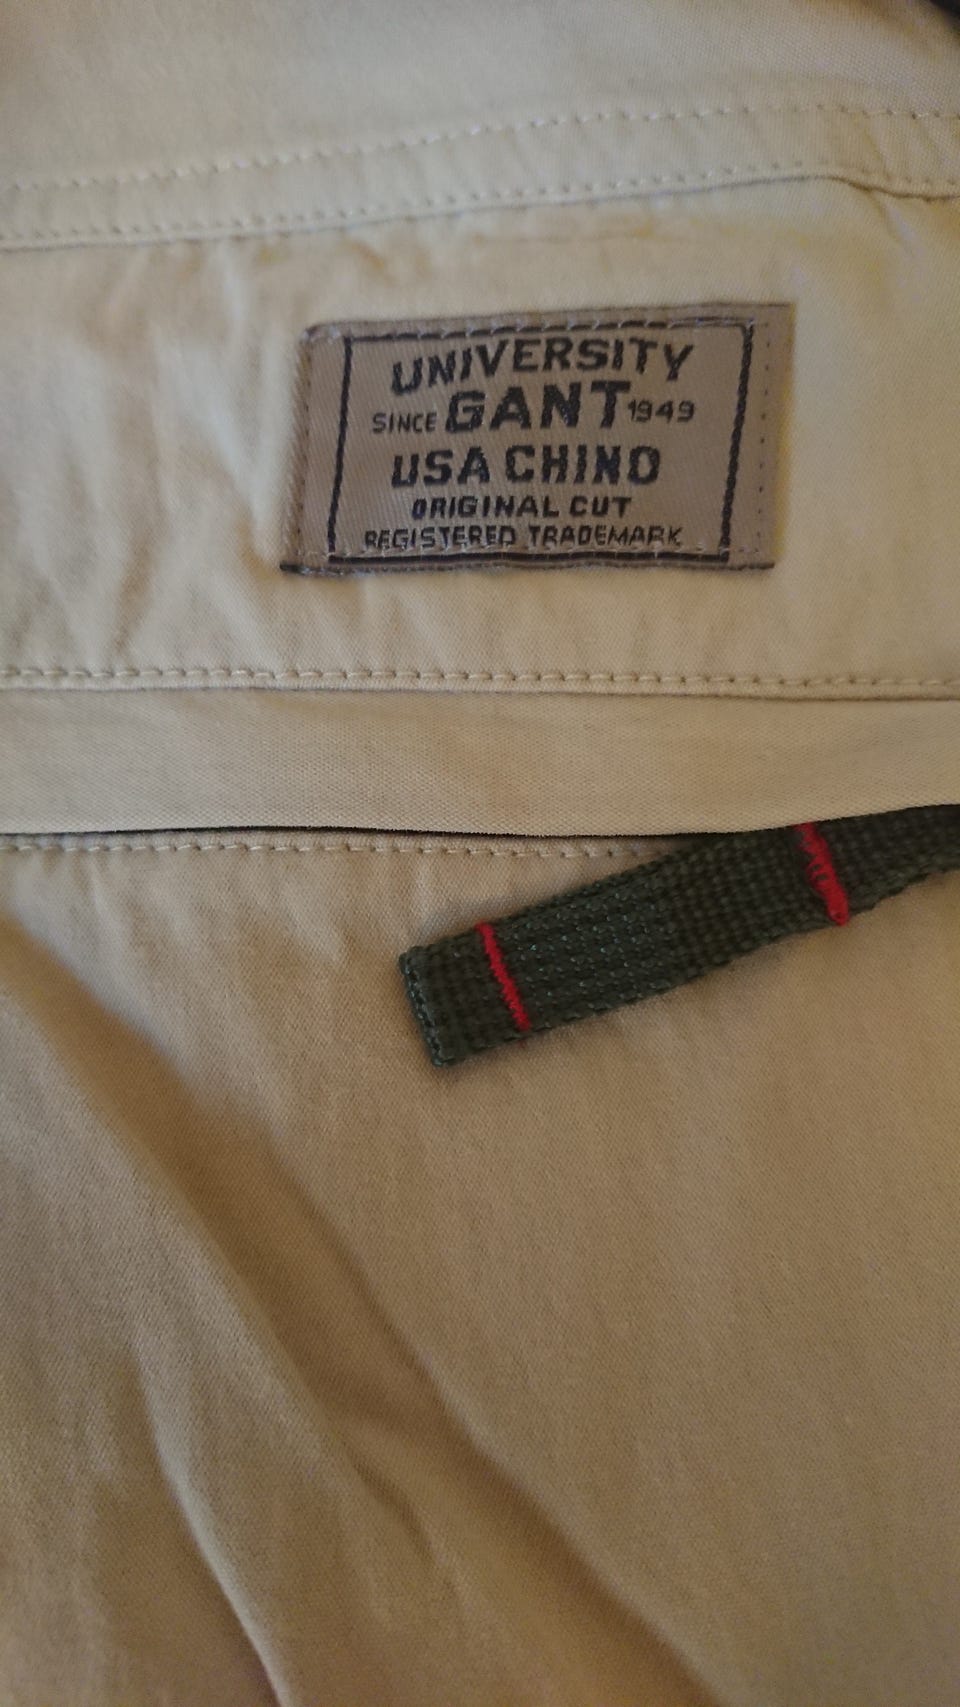 UNIVERSITY
SINCE GANT 1949
USA CHINO
ORIGINAL CUT
REGISTERED TRADEMARK